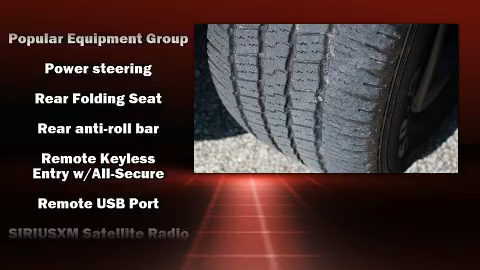 Popular Equipment Group
Power steering
Rear Folding Seat
Rear anti-roll bar
Remote Keyless
Entry w/All-Secure
Remote USB Port
SIRIUSXM Satellite Radio